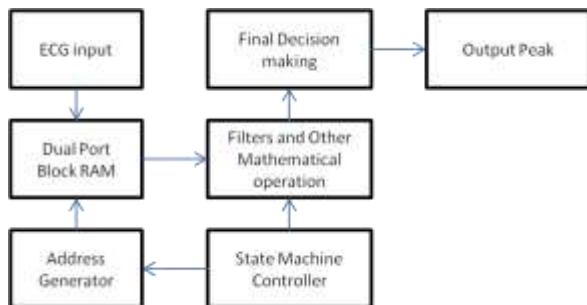 ECG input
Final Decision
making
Output Peak
Dual Port
Block RAM
Filters and Other
Mathematical
operation
Address
Generator
State Machine
Controller